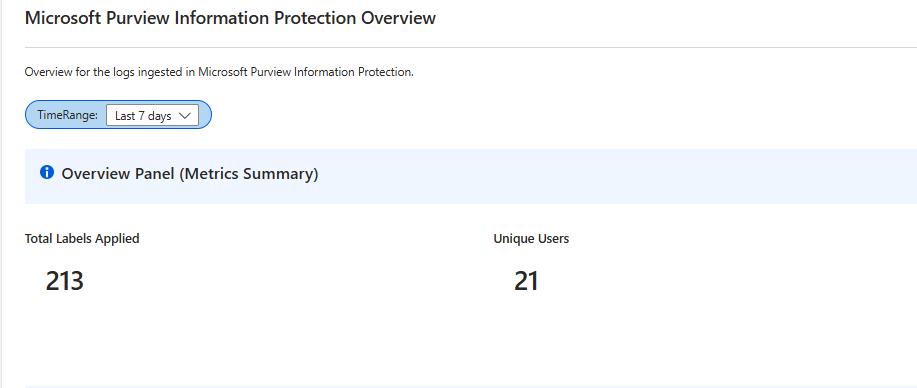 Microsoft Purview Information Protection Overview
Overview for the logs ingested in Microsoft Purview Information Protection.
TimeRange: Last 7 days
Overview Panel (Metrics Summary)
Total Labels Applied
Unique Users
213
21